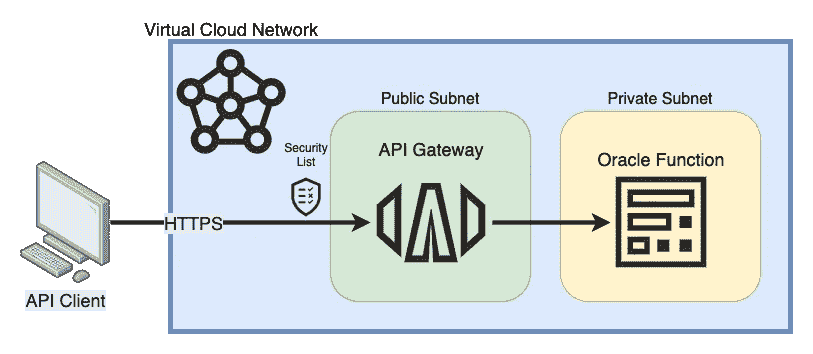 Virtual Cloud Network
Public Subnet
Private Subnet
Security
List
API Gateway
Oracle Function
HTTPS
API Client